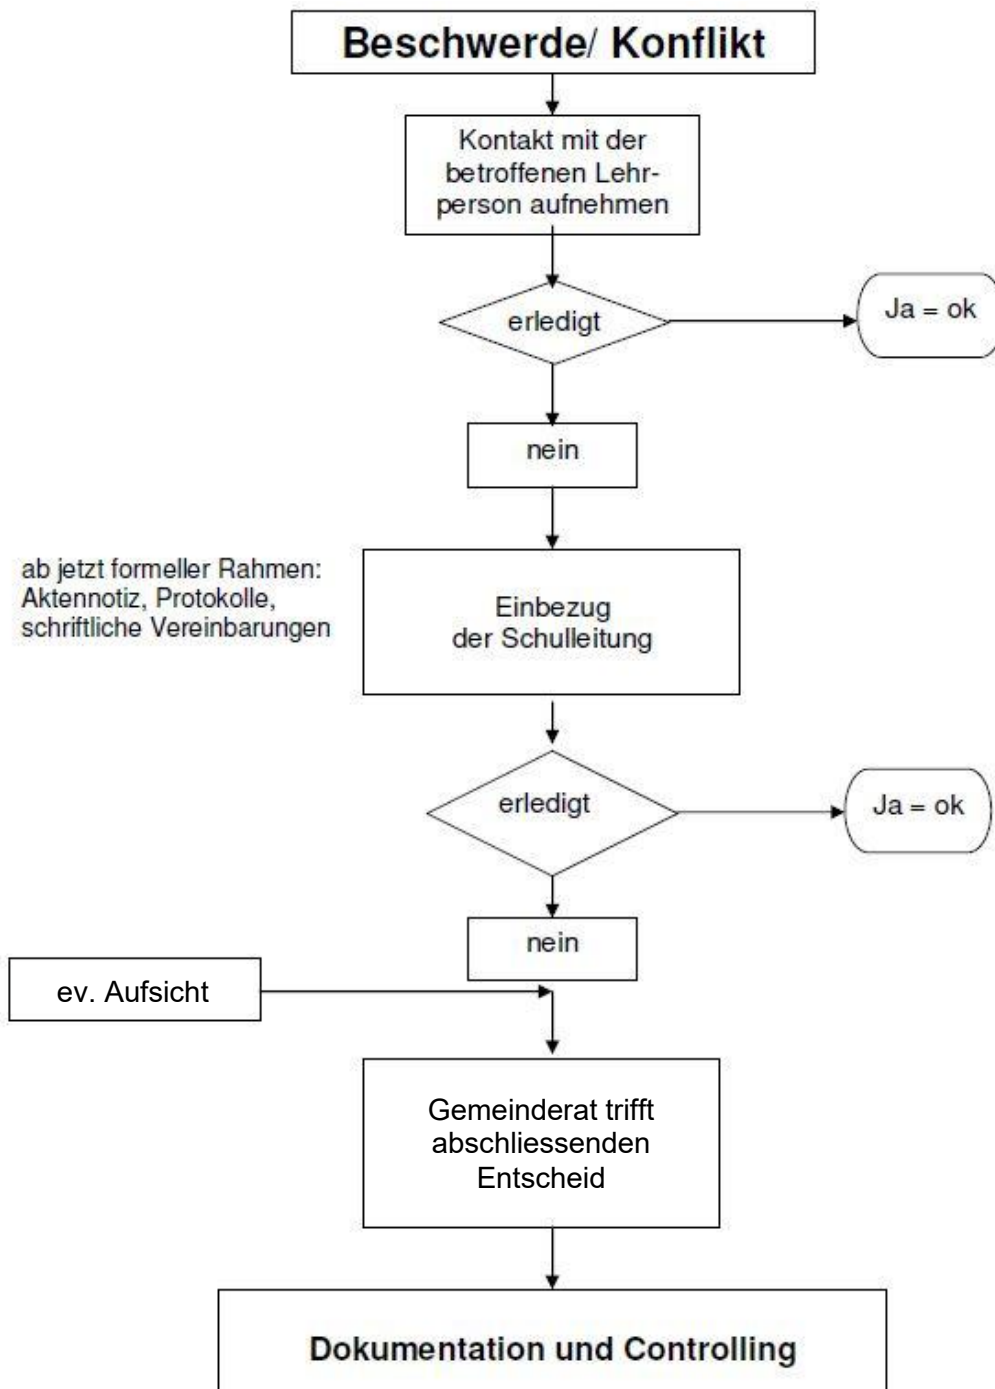 Beschwerde/ Konflikt
Kontakt mit der
betroffenen Lehr-
person aufnehmen
erledigt
Ja = ok
nein
ab jetzt formeller Rahmen:
Aktennotiz, Protokolle,
schriftliche Vereinbarungen
Einbezug
der Schulleitung
erledigt
Ja = ok
nein
ev. Aufsicht
Gemeinderat trifft
abschliessenden
Entscheid
Dokumentation und Controlling